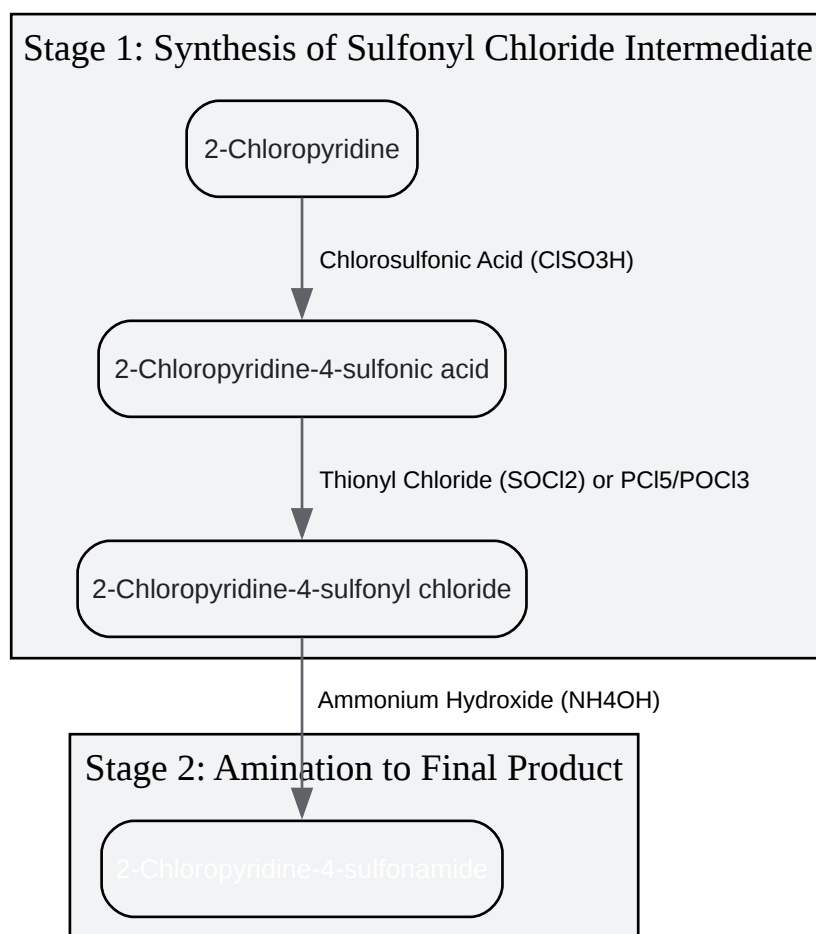 Stage 1: Synthesis of Sulfonyl Chloride Intermediate
2-Chloropyridine
Chlorosulfonic Acid (ClSO3H)
2-Chloropyridine-4-sulfonic acid
Thionyl Chloride (SOCl2) or PCl5/POCl3
2-Chloropyridine-4-sulfonyl chloride
Ammonium Hydroxide (NH4OH)
Stage 2: Amination to Final Product
2-Chloropyridine-4-sulfonamide